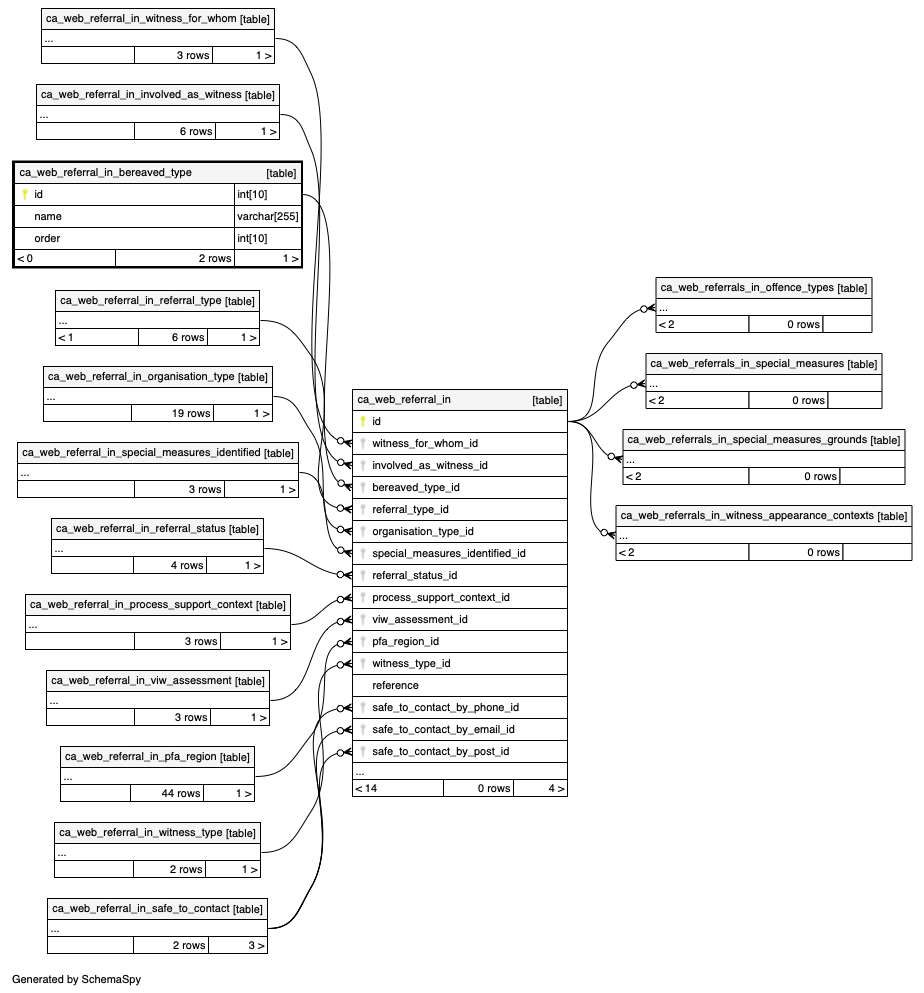 ca_web_referral_in_witness_for_whom [table]
...
3 rows 1 >
ca_web_referral_in_involved_as_witness [table]
...
6 rows 1 >
ca_web_referral_in_bereaved_type [table]
id int[10]
name varchar[255]
order int[10]
< 0 2 rows 1 >
ca_web_referral_in_referral_type [table]
...
< 1 6 rows 1 >
ca_web_referral_in_organisation_type [table]
...
19 rows 1 >
ca_web_referral_in_special_measures_identified [table]
...
3 rows 1 >
ca_web_referral_in_referral_status [table]
...
4 rows 1 >
ca_web_referral_in_process_support_context [table]
...
3 rows 1 >
ca_web_referral_in_viw_assessment [table]
...
3 rows 1 >
ca_web_referral_in_pfa_region [table]
...
44 rows 1 >
ca_web_referral_in_witness_type [table]
...
2 rows 1 >
ca_web_referral_in_safe_to_contact [table]
...
2 rows 3 >
ca_web_referral_in [table]
id
witness_for_whom_id
involved_as_witness_id
bereaved_type_id
referral_type_id
organisation_type_id
special_measures_identified_id
referral_status_id
process_support_context_id
viw_assessment_id
pfa_region_id
witness_type_id
reference
safe_to_contact_by_phone_id
safe_to_contact_by_email_id
safe_to_contact_by_post_id
...
< 14 0 rows 4 >
ca_web_referrals_in_offence_types [table]
...
< 2 0 rows
ca_web_referrals_in_special_measures [table]
...
< 2 0 rows
ca_web_referrals_in_special_measures_grounds [table]
...
< 2 0 rows
ca_web_referrals_in_witness_appearance_contexts [table]
...
< 2 0 rows
Generated by SchemaSpy